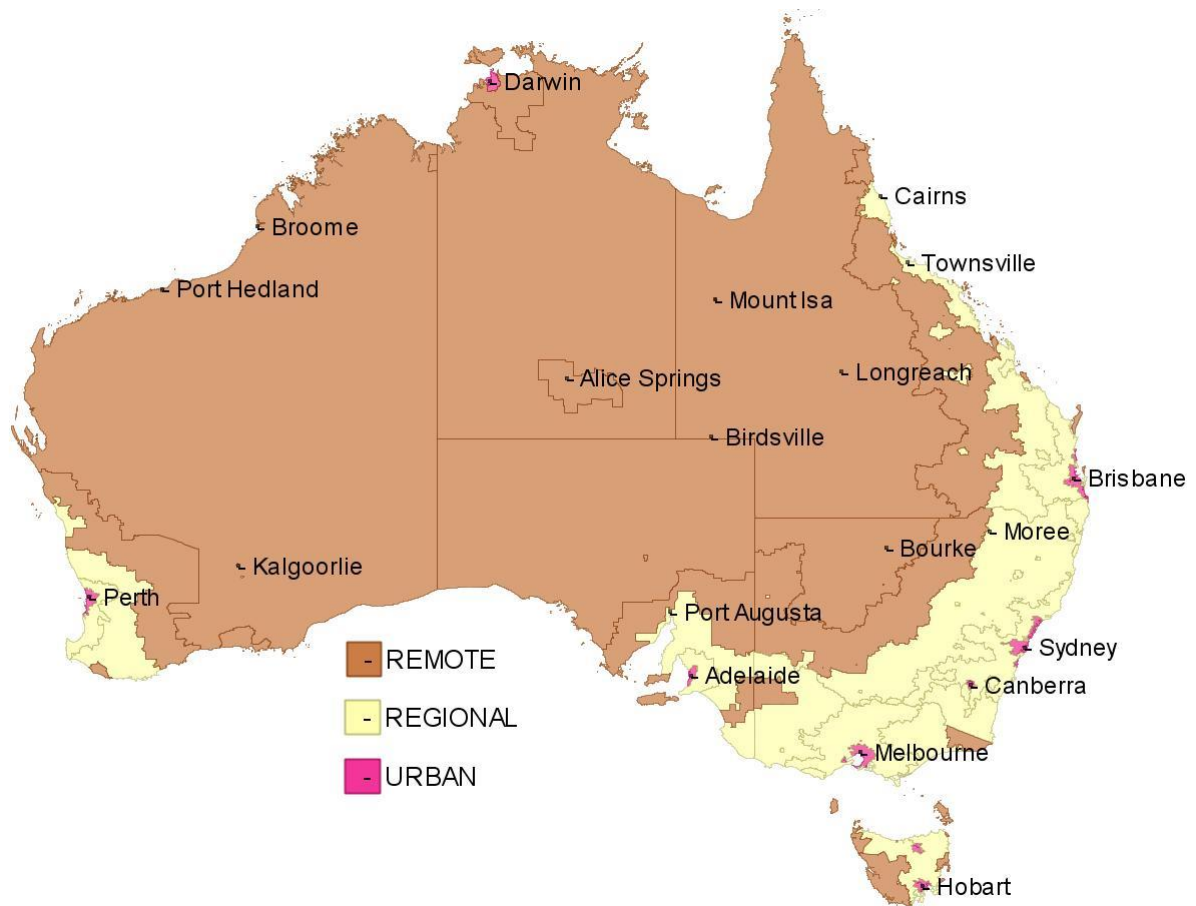 Darwin
Cairns
Broome
Townsville
Port Hedland
Mount Isa
Alice Springs
Longreach
Birdsville
Brisbane
Moree
Bourke
Kalgoorlie
Perth
Port Augusta
Sydney
Adelaide
Canberra
Melbourne
Hobart
REMOTE
REGIONAL
URBAN